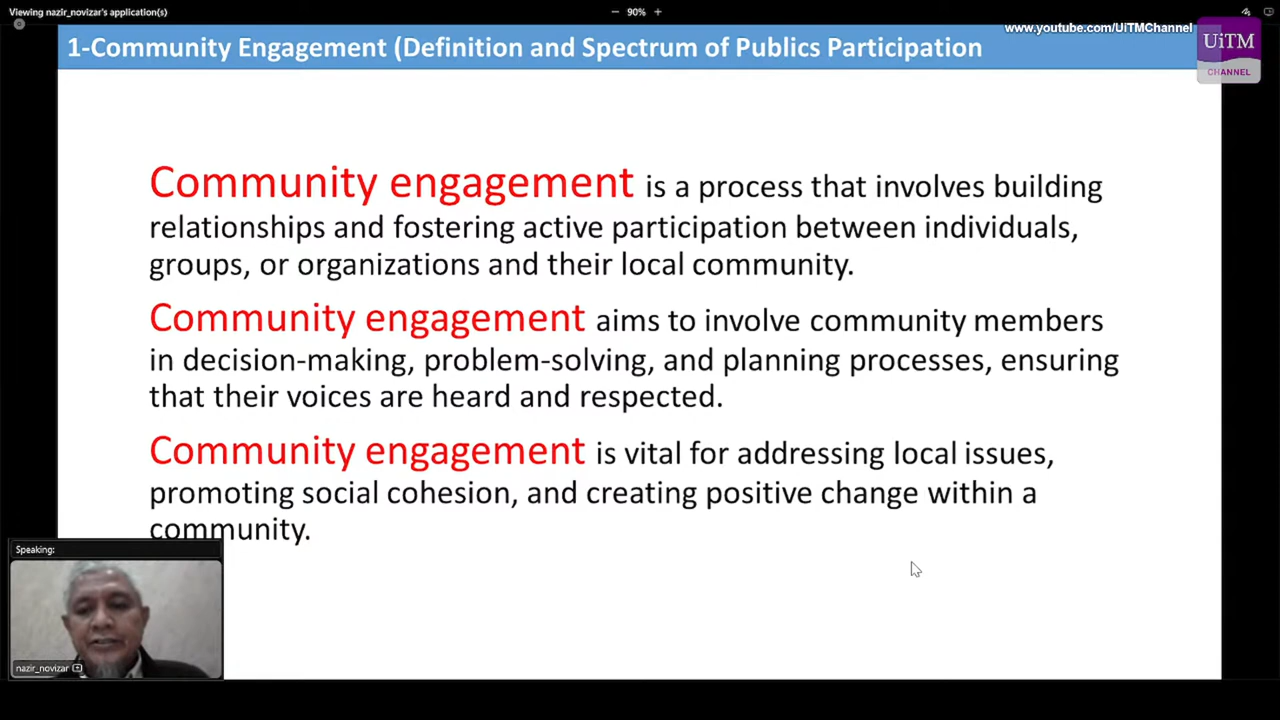 Viewing nazir_novizar's application(s)
− 90% +
www.youtube.com/UiTMChannel
1-Community Engagement (Definition and Spectrum of Publics Participation
UiTM
CHANNEL
Community engagement is a process that involves building
relationships and fostering active participation between individuals,
groups, or organizations and their local community.
Community engagement aims to involve community members
in decision-making, problem-solving, and planning processes, ensuring
that their voices are heard and respected.
Community engagement is vital for addressing local issues,
promoting social cohesion, and creating positive change within a
community.
Speaking:
nazir_novizar